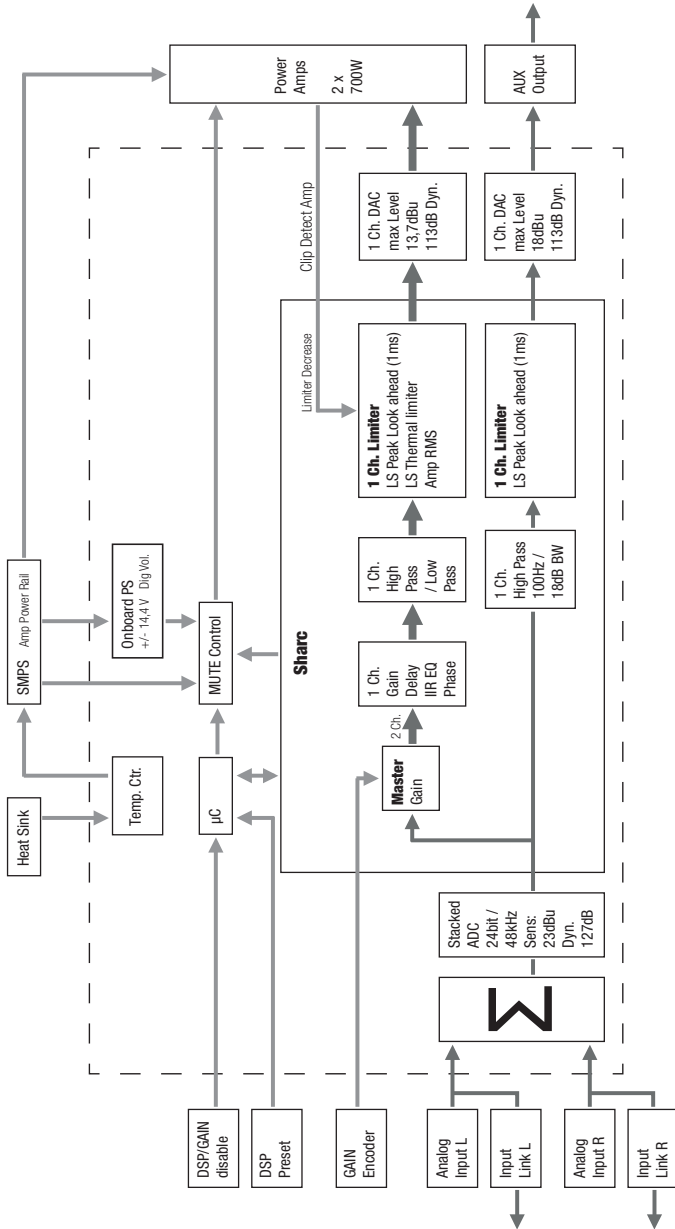 Heat Sink
SMPS
Amp Power Rail
Temp. Ctr.
Onboard PS
+/- 14,4 V Dig Vol.
DSP/GAIN
disable
µC
MUTE Control
Power
Amps
2 x
700W
DSP
Preset
Sharc
Clip Detect Amp
Limiter Decrease
GAIN
Encoder
Master
Gain
2 Ch.
1 Ch.
Gain
Delay
IIR EQ
Phase
1 Ch.
High
Pass
/ Low
Pass
1 Ch. Limiter
LS Peak Look ahead (1ms)
LS Thermal limiter
Amp RMS
1 Ch. DAC
max Level
13,7dBu
113dB Dyn.
Analog
Input L
Input
Link L
Σ
Stacked
ADC
24bit /
48kHz
Sens:
23dBu
Dyn.
127dB
1 Ch.
High Pass
100Hz /
18dB BW
1 Ch. Limiter
LS Peak Look ahead (1ms)
1 Ch. DAC
max Level
18dBu
113dB Dyn.
AUX
Output
Analog
Input R
Input
Link R